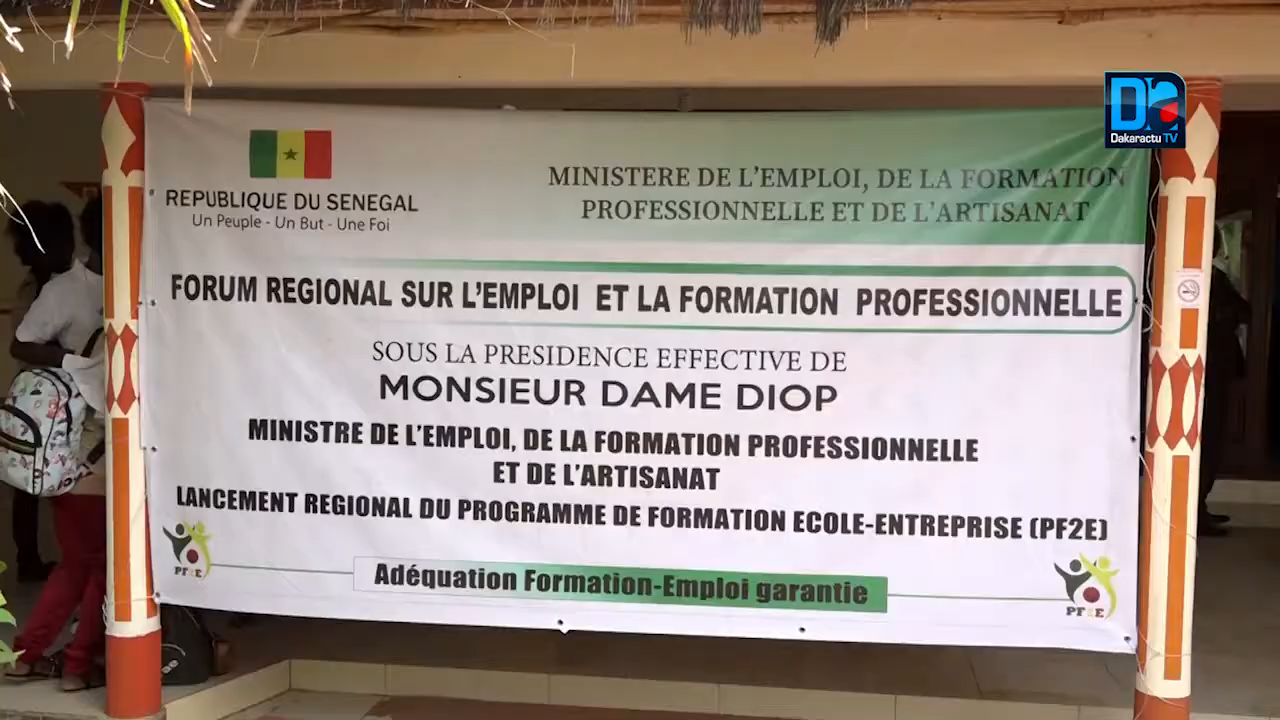 Dakaractu TV
REPUBLIQUE DU SENEGAL
Un Peuple - Un But - Une Foi
MINISTERE DE L'EMPLOI, DE LA FORMATION
PROFESSIONNELLE ET DE L'ARTISANAT
FORUM REGIONAL SUR L'EMPLOI ET LA FORMATION PROFESSIONNELLE
SOUS LA PRESIDENCE EFFECTIVE DE
MONSIEUR DAME DIOP
MINISTRE DE L'EMPLOI, DE LA FORMATION PROFESSIONNELLE
ET DE L'ARTISANAT
LANCEMENT REGIONAL DU PROGRAMME DE FORMATION ECOLE-ENTREPRISE (PF2E)
PF2E
Adéquation Formation-Emploi garantie
PF2E